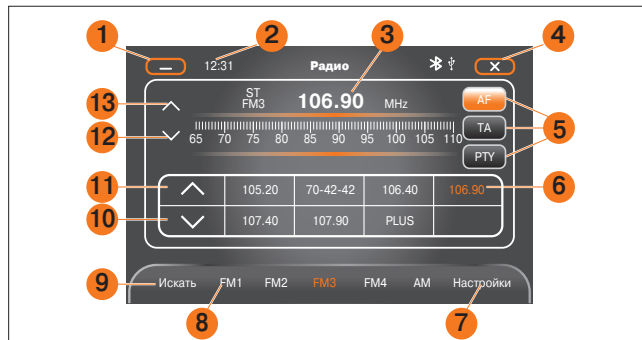 1 2 3 4
12:31 Радио
ST
FM3 106.90 MHz AF
13
12 TA 5
65 70 75 80 85 90 95 100 105 110
PTY
11 105.20 70-42-42 106.40 106.90 6
10 107.40 107.90 PLUS
9 Искать FM1 FM2 FM3 FM4 AM Настройки
8 7